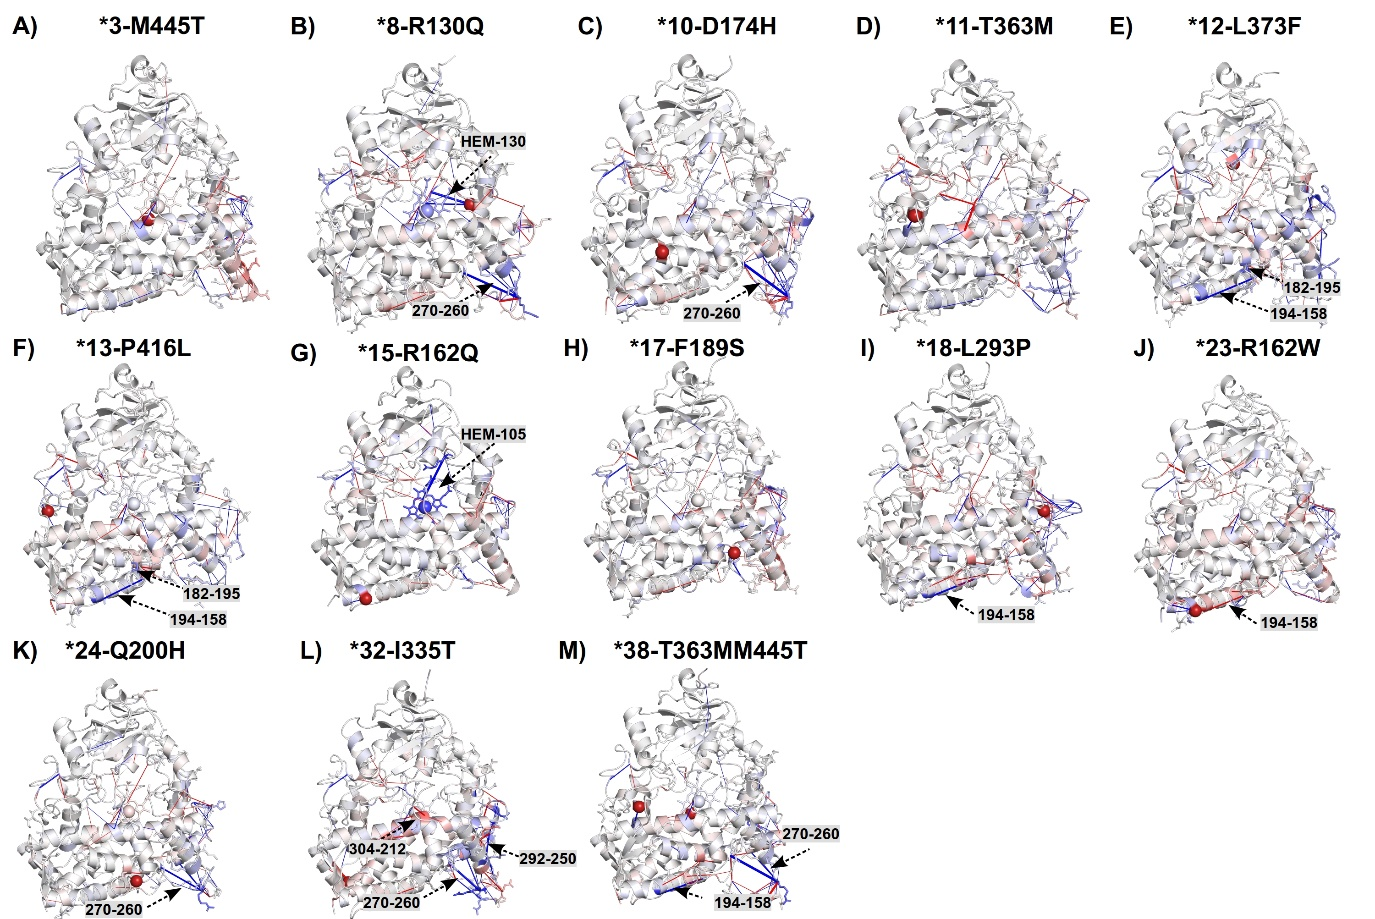 A) *3-M445T
B) *8-R130Q
C) *10-D174H
D) *11-T363M
E) *12-L373F
HEM-130
270-260
270-260
182-195
194-158
F) *13-P416L
G) *15-R162Q
H) *17-F189S
I) *18-L293P
J) *23-R162W
HEM-105
182-195
194-158
194-158
194-158
K) *24-Q200H
L) *32-I335T
M) *38-T363MM445T
270-260
304-212
292-250
270-260
270-260
194-158